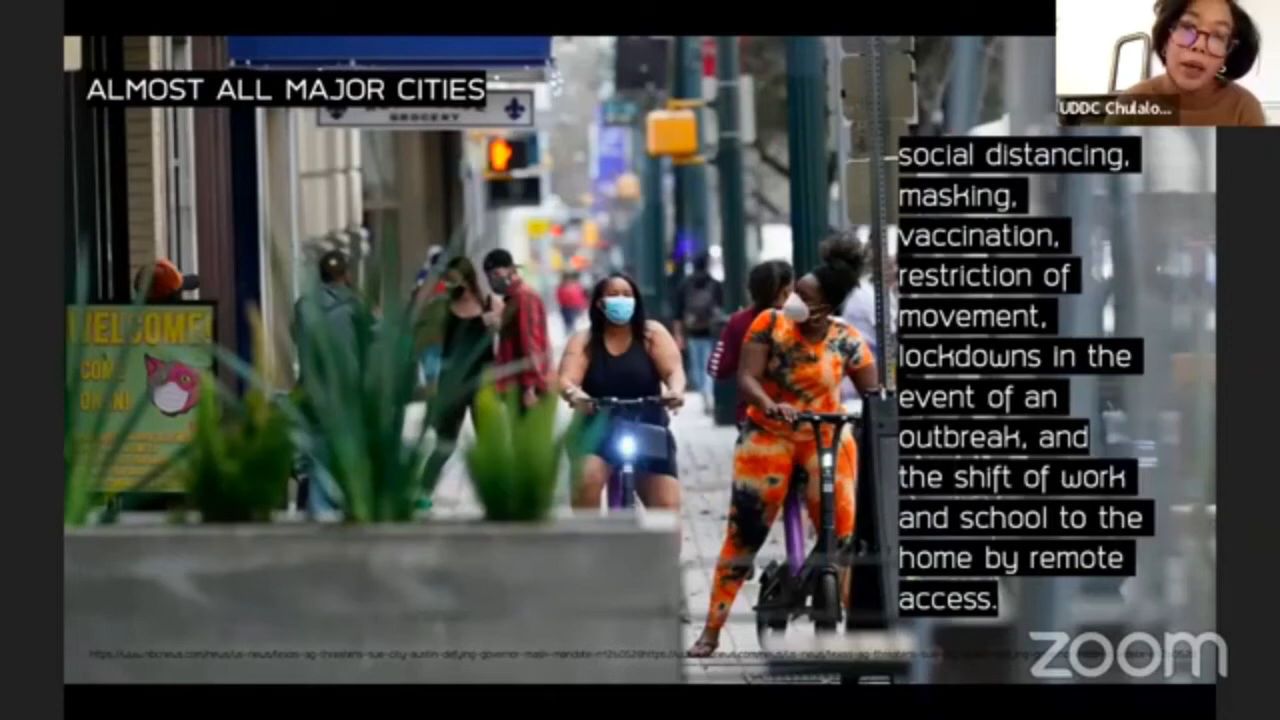 UDDC Chulalo...
ALMOST ALL MAJOR CITIES
GROCERY
WELCOME!
social distancing,
masking,
vaccination,
restriction of
movement,
lockdowns in the
event of an
outbreak, and
the shift of work
and school to the
home by remote
access.
zoom